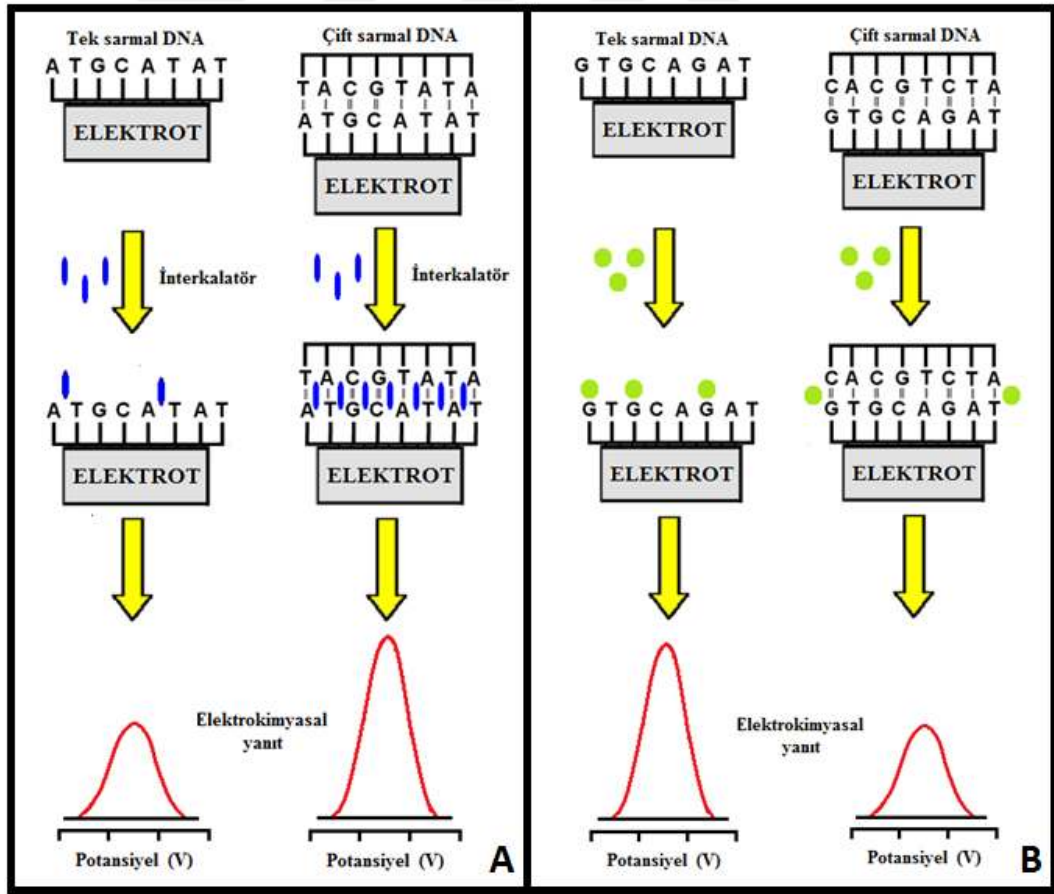 Tek sarmal DNA
A T G C A T A T
ELEKTROT
Çift sarmal DNA
T A C G T A T A
A T G C A T A T
ELEKTROT
İnterkalatör
İnterkalatör
A T G C A T A T
ELEKTROT
T A C G T A T A
A T G C A T A T
ELEKTROT
Elektrokimyasal
yanıt
Potansiyel (V)
Potansiyel (V)
A
Tek sarmal DNA
G T G C A G A T
ELEKTROT
Çift sarmal DNA
C A C G T C T A
G T G C A G A T
ELEKTROT
G T G C A G A T
ELEKTROT
C A C G T C T A
G T G C A G A T
ELEKTROT
Elektrokimyasal
yanıt
Potansiyel (V)
Potansiyel (V)
B